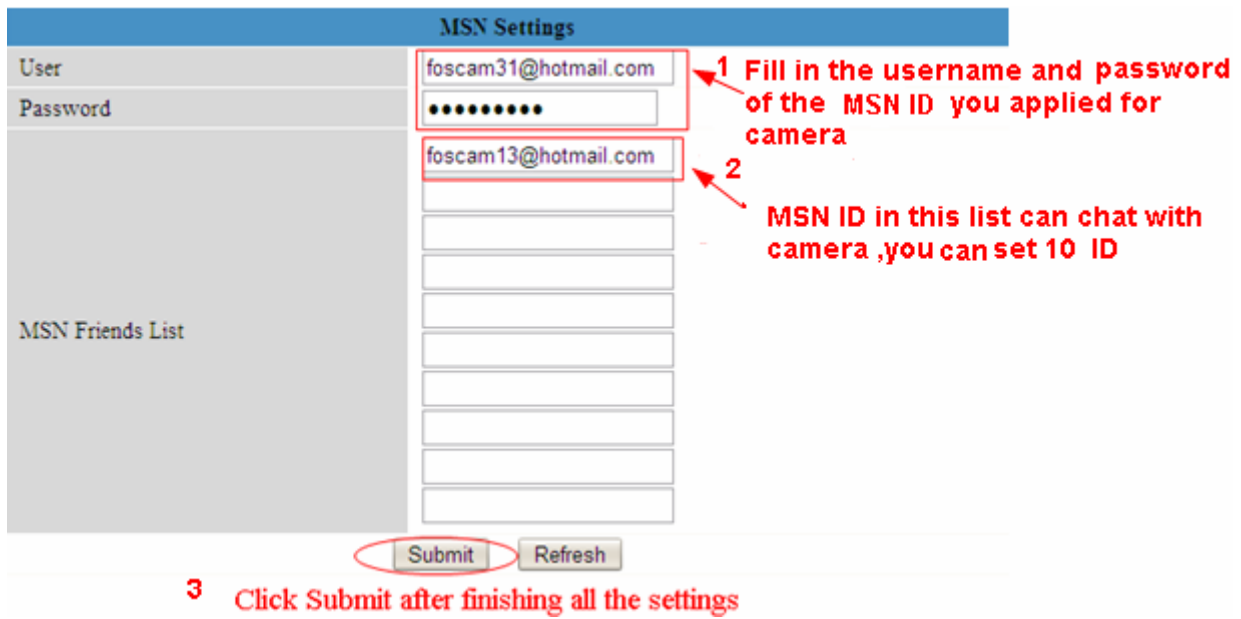 MSN Settings
User
foscam31@hotmail.com
1 Fill in the username and password
of the MSN ID you applied for
camera
Password
●●●●●●●●●
foscam13@hotmail.com
2
MSN ID in this list can chat with
camera ,you can set 10 ID
MSN Friends List
Submit
Refresh
3 Click Submit after finishing all the settings